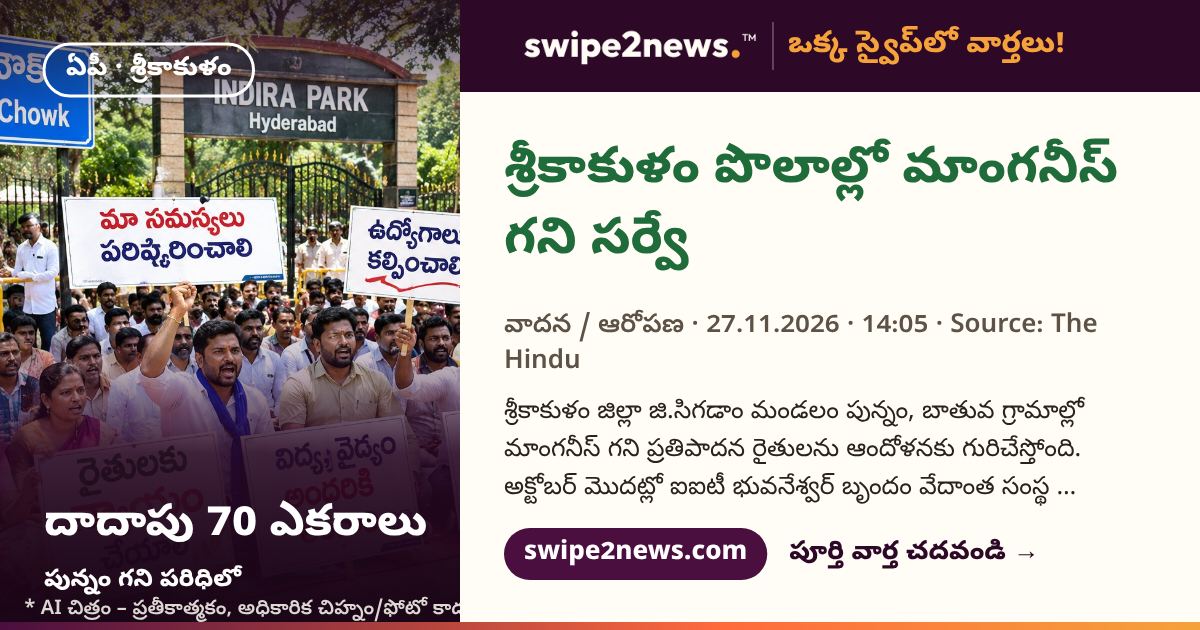 ఏపీ · శ్రీకాకుళం
చౌక్
Chowk
INDIRA PARK
Hyderabad
మా సమస్యలు
పరిష్కరించాలి
ఉద్యోగాలు
కల్పించాలి
రైతులకు
విద్య, వైద్యం
అందరికి
దాదాపు 70 ఎకరాలు
పున్నం గని పరిధిలో
* AI చిత్రం – ప్రతీకాత్మకం, అధికారిక చిహ్నం/ఫోటో కాదు
swipe2news.™ ఒక్క స్వైప్‌లో వార్తలు!
శ్రీకాకుళం పొలాల్లో మాంగనీస్
గని సర్వే
వాదన / ఆరోపణ · 27.11.2026 · 14:05 · Source: The
Hindu
శ్రీకాకుళం జిల్లా జి.సిగడాం మండలం పున్నం, బాతువ గ్రామాల్లో
మాంగనీస్ గని ప్రతిపాదన రైతులను ఆందోళనకు గురిచేస్తోంది.
అక్టోబర్ మొదట్లో ఐఐటీ భువనేశ్వర్ బృందం వేదాంత సంస్థ ...
swipe2news.com పూర్తి వార్త చదవండి →